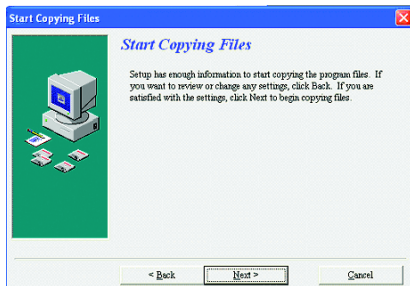 Start Copying Files
Start Copying Files
Setup has enough information to start copying the program files. If
you want to review or change any settings, click Back. If you are
satisfied with the settings, click Next to begin copying files.
< Back
Next >
Cancel